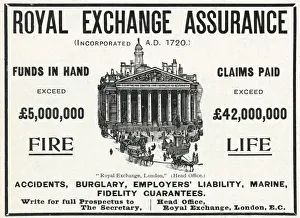 ROYAL EXCHANGE ASSURANCE
(INCORPORATED A.D. 1720.)
FUNDS IN HAND
EXCEED
£5,000,000
FIRE
CLAIMS PAID
EXCEED
£42,000,000
LIFE
"Royal Exchange, London," (Head Office.)
ACCIDENTS, BURGLARY, EMPLOYERS' LIABILITY, MARINE,
FIDELITY GUARANTEES.
Write for full Prospectus to
The Secretary,
Head Office,
Royal Exchange, London, E.C.